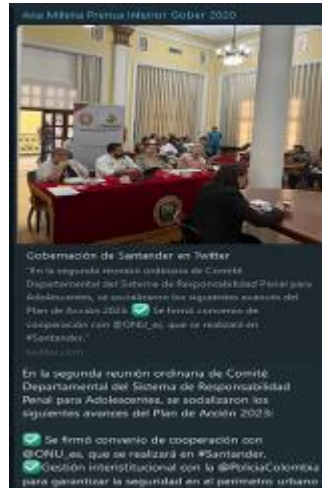 Ana Milena Prensa Interior Gober 2020
Gobernación de Santander en Twitter
"En la segunda reunión ordinaria de Comité
Departamental del Sistema de Responsabilidad Penal para
Adolescentes, se socializaron los siguientes avances del
Plan de Acción 2023: ✅ Se firmó convenio de
cooperación con @ONU_es, que se realizará en
#Santander."
twitter.com
En la segunda reunión ordinaria de Comité
Departamental del Sistema de Responsabilidad
Penal para Adolescentes, se socializaron los
siguientes avances del Plan de Acción 2023:
✅ Se firmó convenio de cooperación con
@ONU_es, que se realizará en #Santander.
✅Gestión interinstitucional con la @PoliciaColombia
para garantizar la seguridad en el perímetro urbano